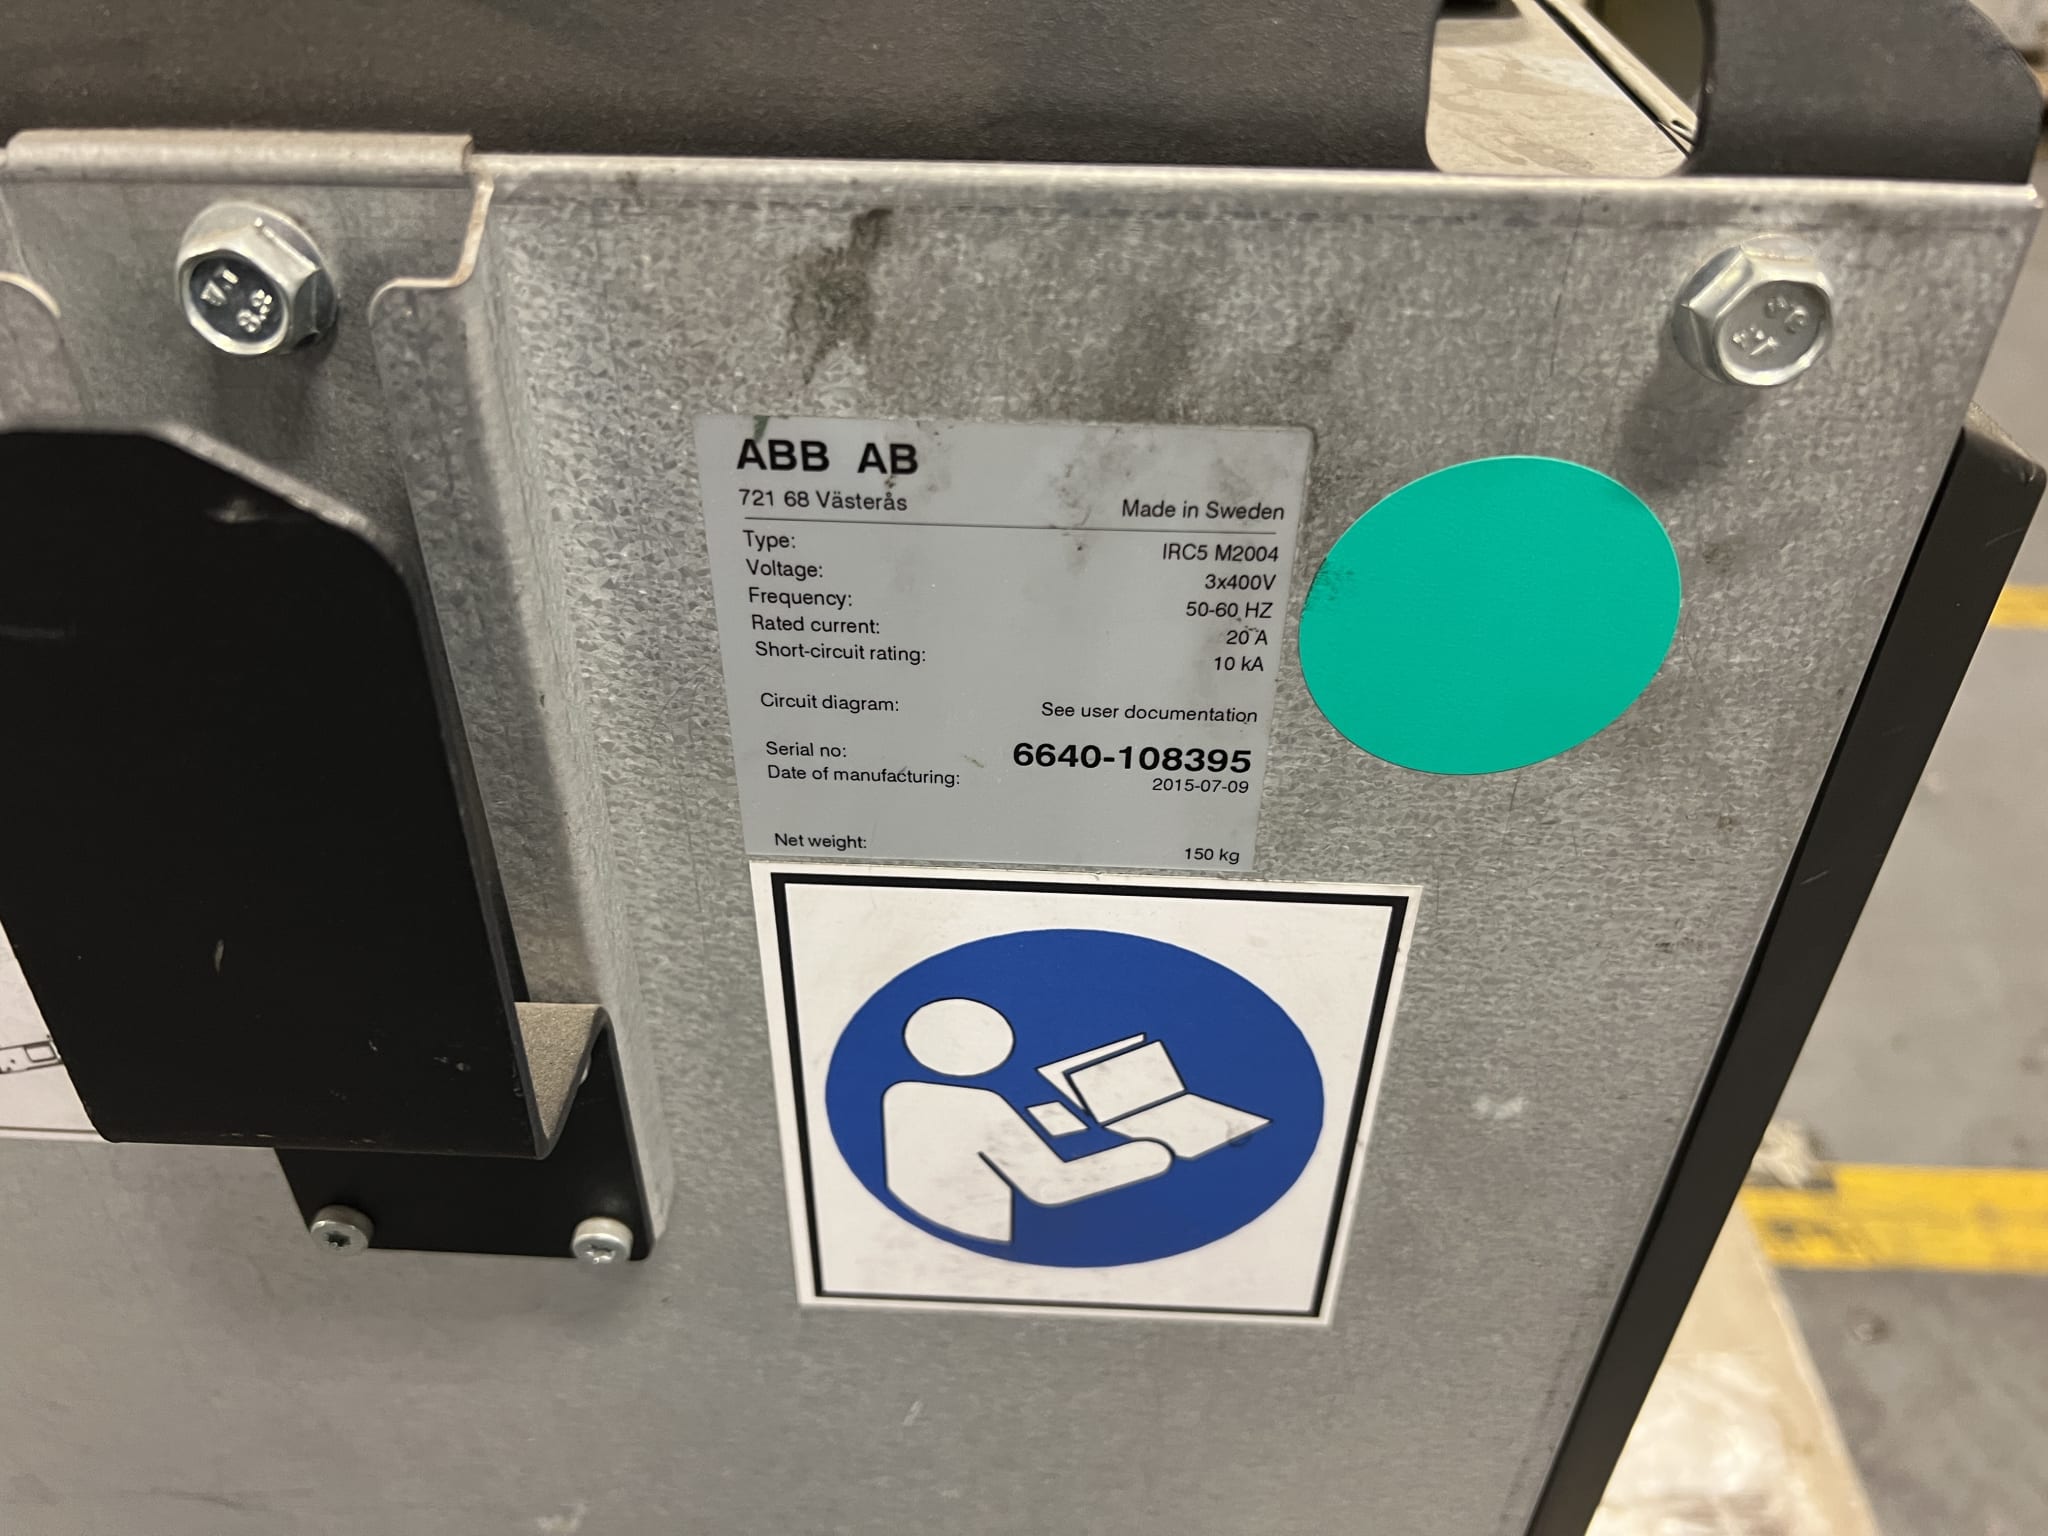 ABB AB
721 68 Västerås Made in Sweden
Type: IRC5 M2004
Voltage: 3x400V
Frequency: 50-60 HZ
Rated current: 20 A
Short-circuit rating: 10 kA
Circuit diagram: See user documentation
Serial no: 6640-108395
Date of manufacturing: 2015-07-09
Net weight: 150 kg